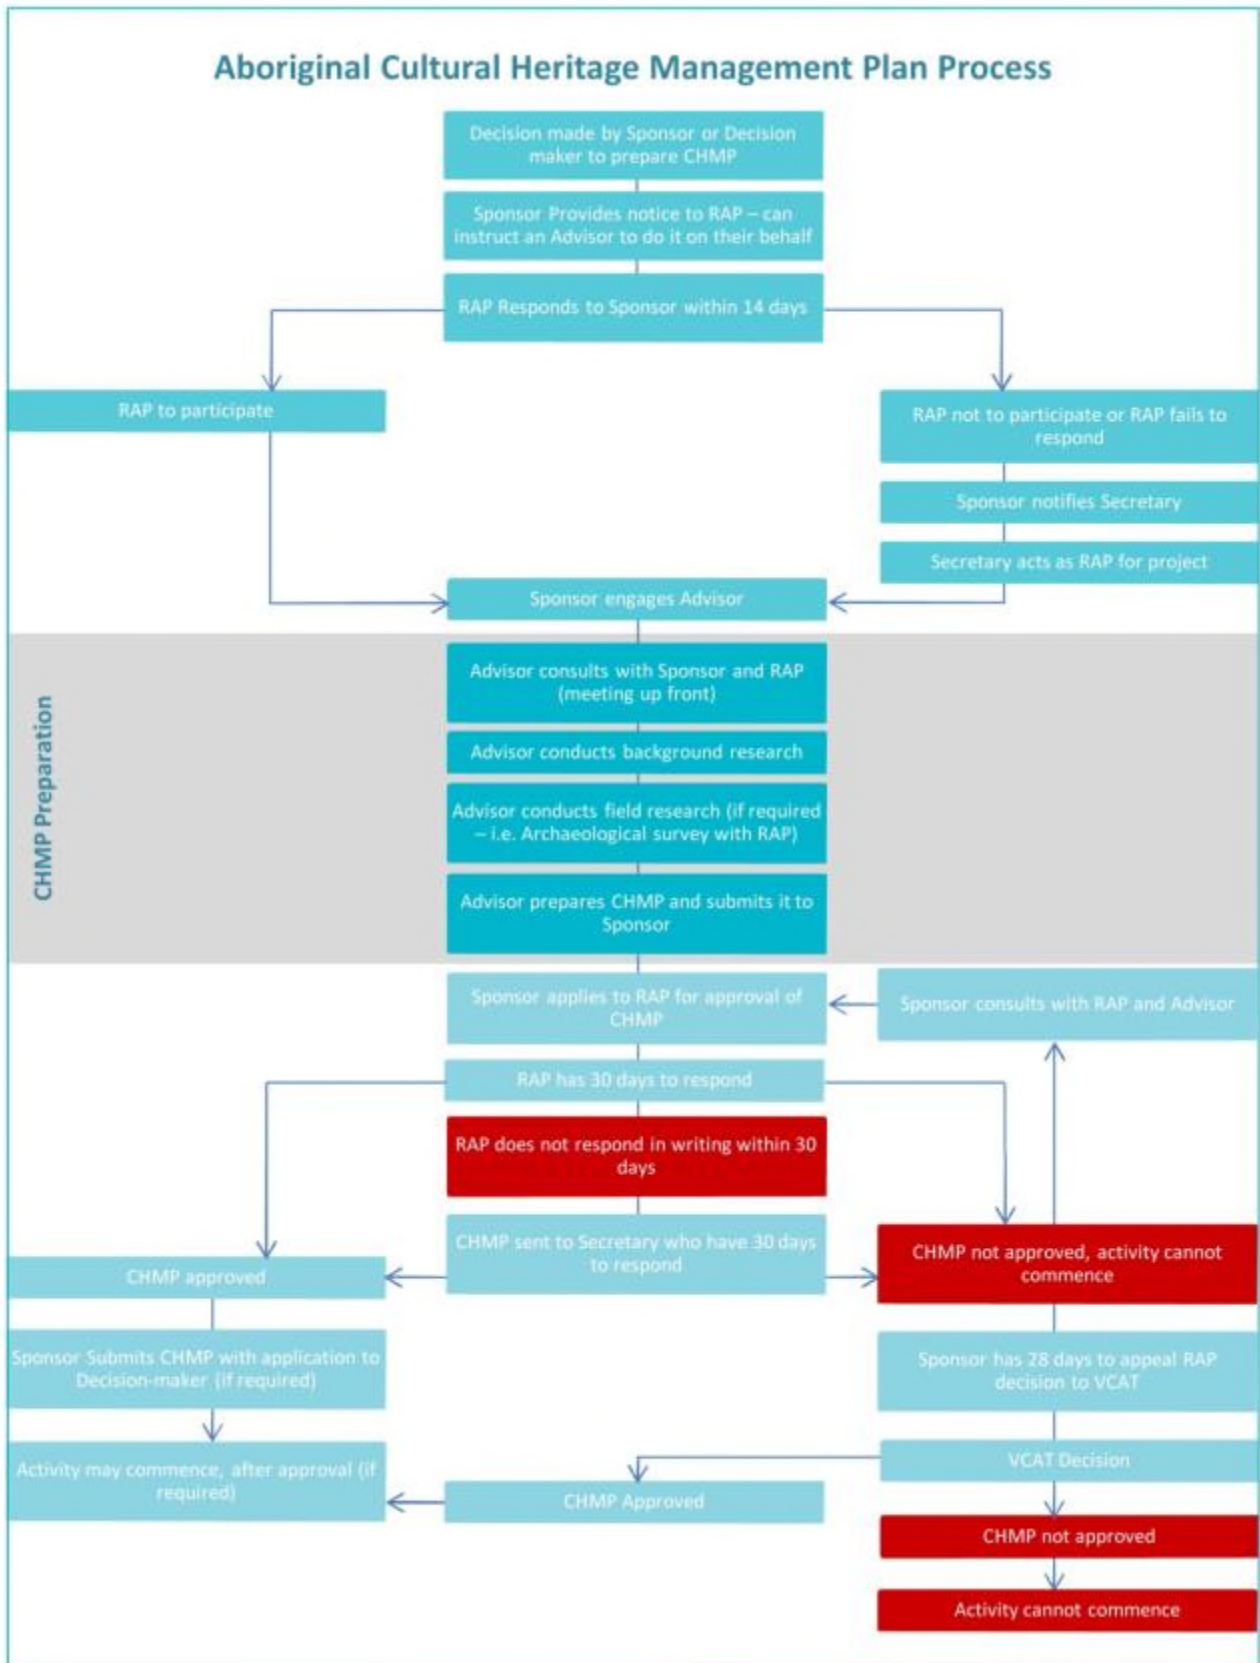 Aboriginal Cultural Heritage Management Plan Process
Decision made by Sponsor or Decision
maker to prepare CHMP
Sponsor Provides notice to RAP – can
instruct an Advisor to do it on their behalf
RAP Responds to Sponsor within 14 days
RAP to participate
RAP not to participate or RAP fails to
respond
Sponsor notifies Secretary
Secretary acts as RAP for project
Sponsor engages Advisor
CHMP Preparation
Advisor consults with Sponsor and RAP
(meeting up front)
Advisor conducts background research
Advisor conducts field research (if required
– i.e. Archaeological survey with RAP)
Advisor prepares CHMP and submits it to
Sponsor
Sponsor applies to RAP for approval of
CHMP
Sponsor consults with RAP and Advisor
RAP has 30 days to respond
RAP does not respond in writing within 30
days
CHMP sent to Secretary who have 30 days
to respond
CHMP approved
CHMP not approved, activity cannot
commence
Sponsor Submits CHMP with application to
Decision-maker (if required)
Sponsor has 28 days to appeal RAP
decision to VCAT
Activity may commence, after approval (if
required)
VCAT Decision
CHMP Approved
CHMP not approved
Activity cannot commence